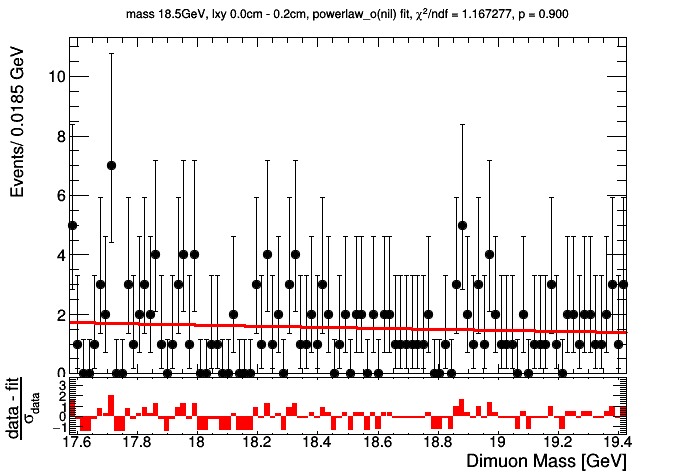 mass 18.5GeV, lxy 0.0cm - 0.2cm, powerlaw_o(nil) fit, χ²/ndf = 1.167277, p = 0.900
Events/ 0.0185 GeV
10
8
6
4
2
0
data - fit
σdata
3
2
1
0
−1
17.6 17.8 18 18.2 18.4 18.6 18.8 19 19.2 19.4
Dimuon Mass [GeV]